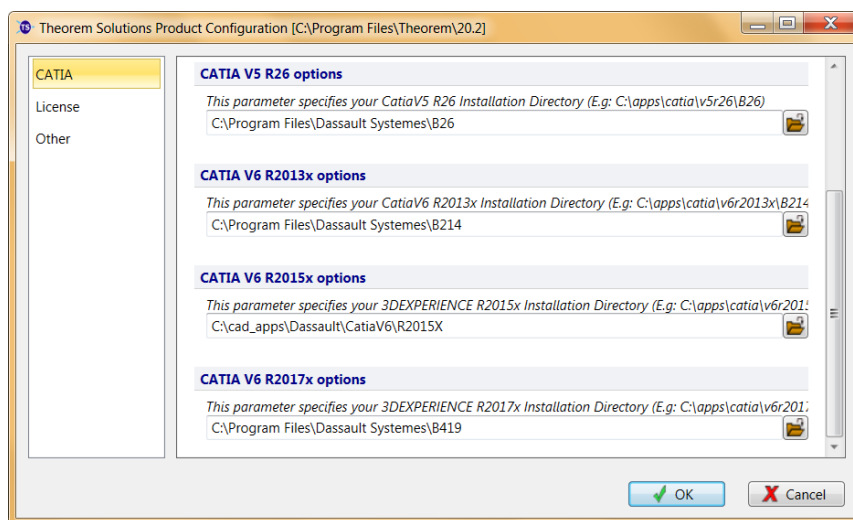 Theorem Solutions Product Configuration [C:\Program Files\Theorem\20.2]
CATIA
License
Other
CATIA V5 R26 options
This parameter specifies your CatiaV5 R26 Installation Directory (E.g: C:\apps\catia\v5r26\B26)
C:\Program Files\Dassault Systemes\B26
CATIA V6 R2013x options
This parameter specifies your CatiaV6 R2013x Installation Directory (E.g: C:\apps\catia\v6r2013x\B214
C:\Program Files\Dassault Systemes\B214
CATIA V6 R2015x options
This parameter specifies your 3DEXPERIENCE R2015x Installation Directory (E.g: C:\apps\catia\v6r201
C:\cad_apps\Dassault\CatiaV6\R2015X
CATIA V6 R2017x options
This parameter specifies your 3DEXPERIENCE R2017x Installation Directory (E.g: C:\apps\catia\v6r201
C:\Program Files\Dassault Systemes\B419
OK
Cancel